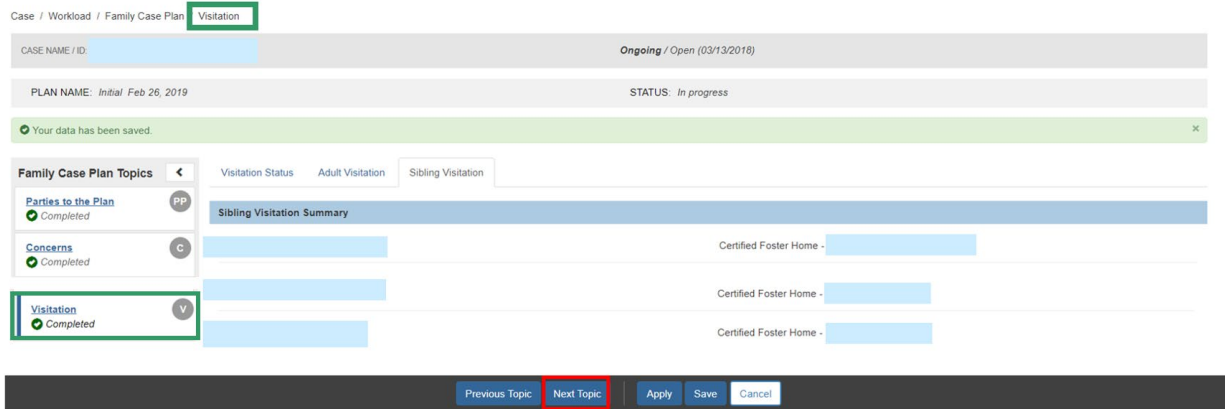 Case / Workload / Family Case Plan / Visitation
CASE NAME / ID:
Ongoing / Open (03/13/2018)
PLAN NAME: Initial Feb 26, 2019
STATUS: In progress
Your data has been saved.
×
Family Case Plan Topics
Visitation Status
Adult Visitation
Sibling Visitation
Parties to the Plan
PP
Completed
Sibling Visitation Summary
Concerns
C
Completed
Certified Foster Home -
Certified Foster Home -
Visitation
V
Completed
Certified Foster Home -
Previous Topic
Next Topic
Apply
Save
Cancel